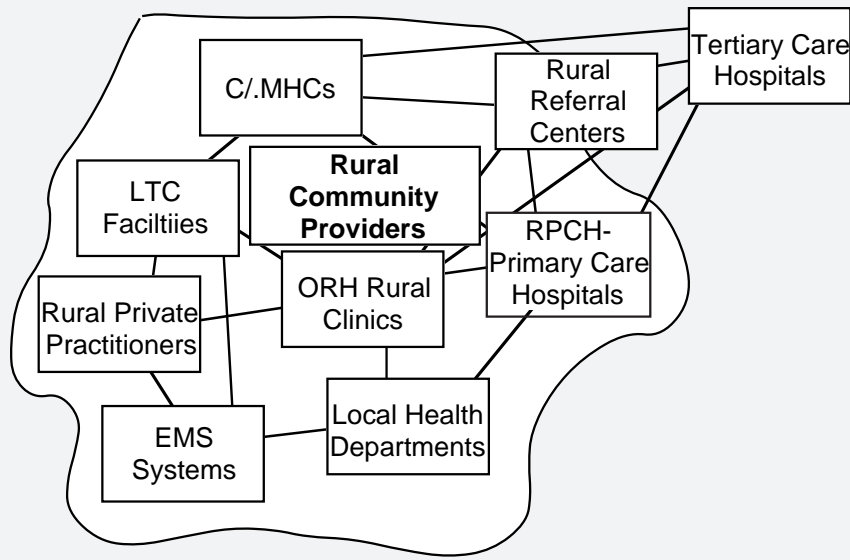 Tertiary Care
Hospitals
C/.MHCs
Rural
Referral
Centers
Rural
Community
Providers
LTC
Faciltiies
RPCH-
Primary Care
Hospitals
ORH Rural
Clinics
Rural Private
Practitioners
Local Health
Departments
EMS
Systems